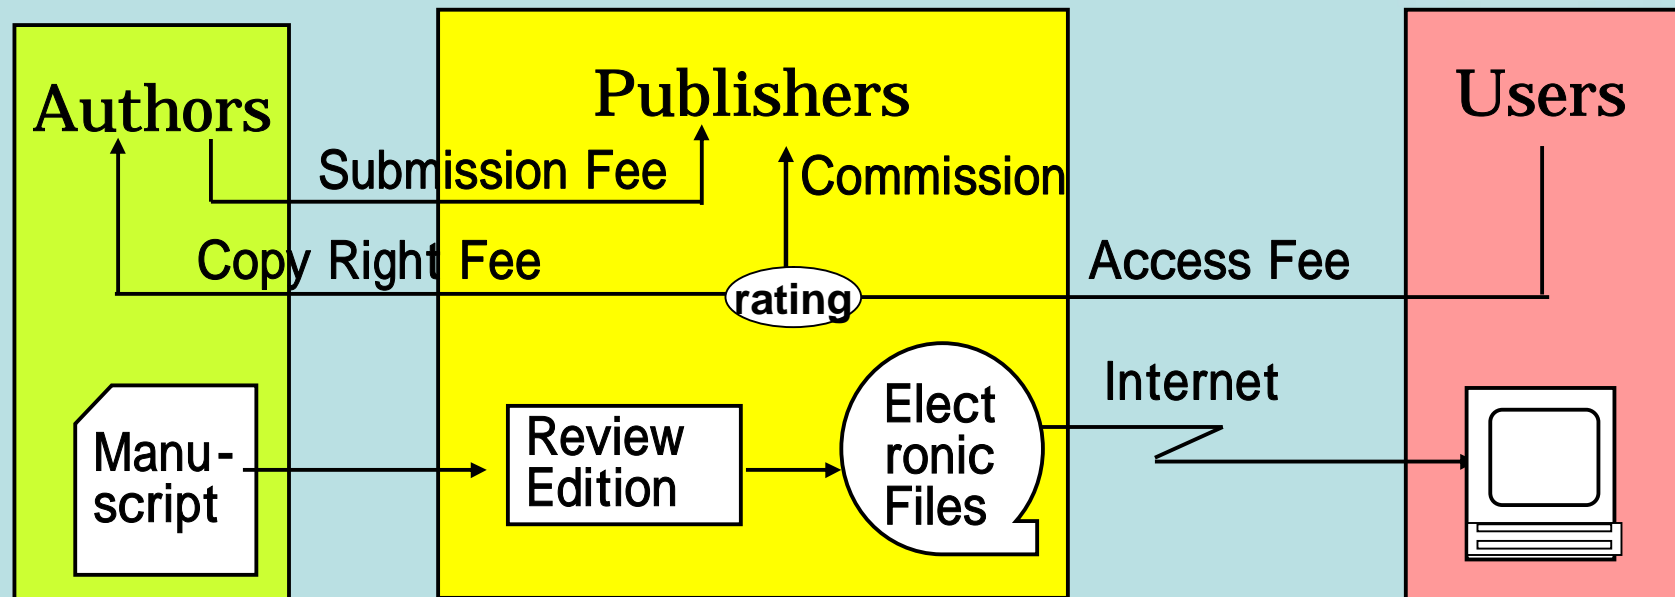 Authors
Publishers
Users
Submission Fee
Commission
Copy Right Fee
Access Fee
rating
Internet
Manu-
script
Review
Edition
Elect
ronic
Files